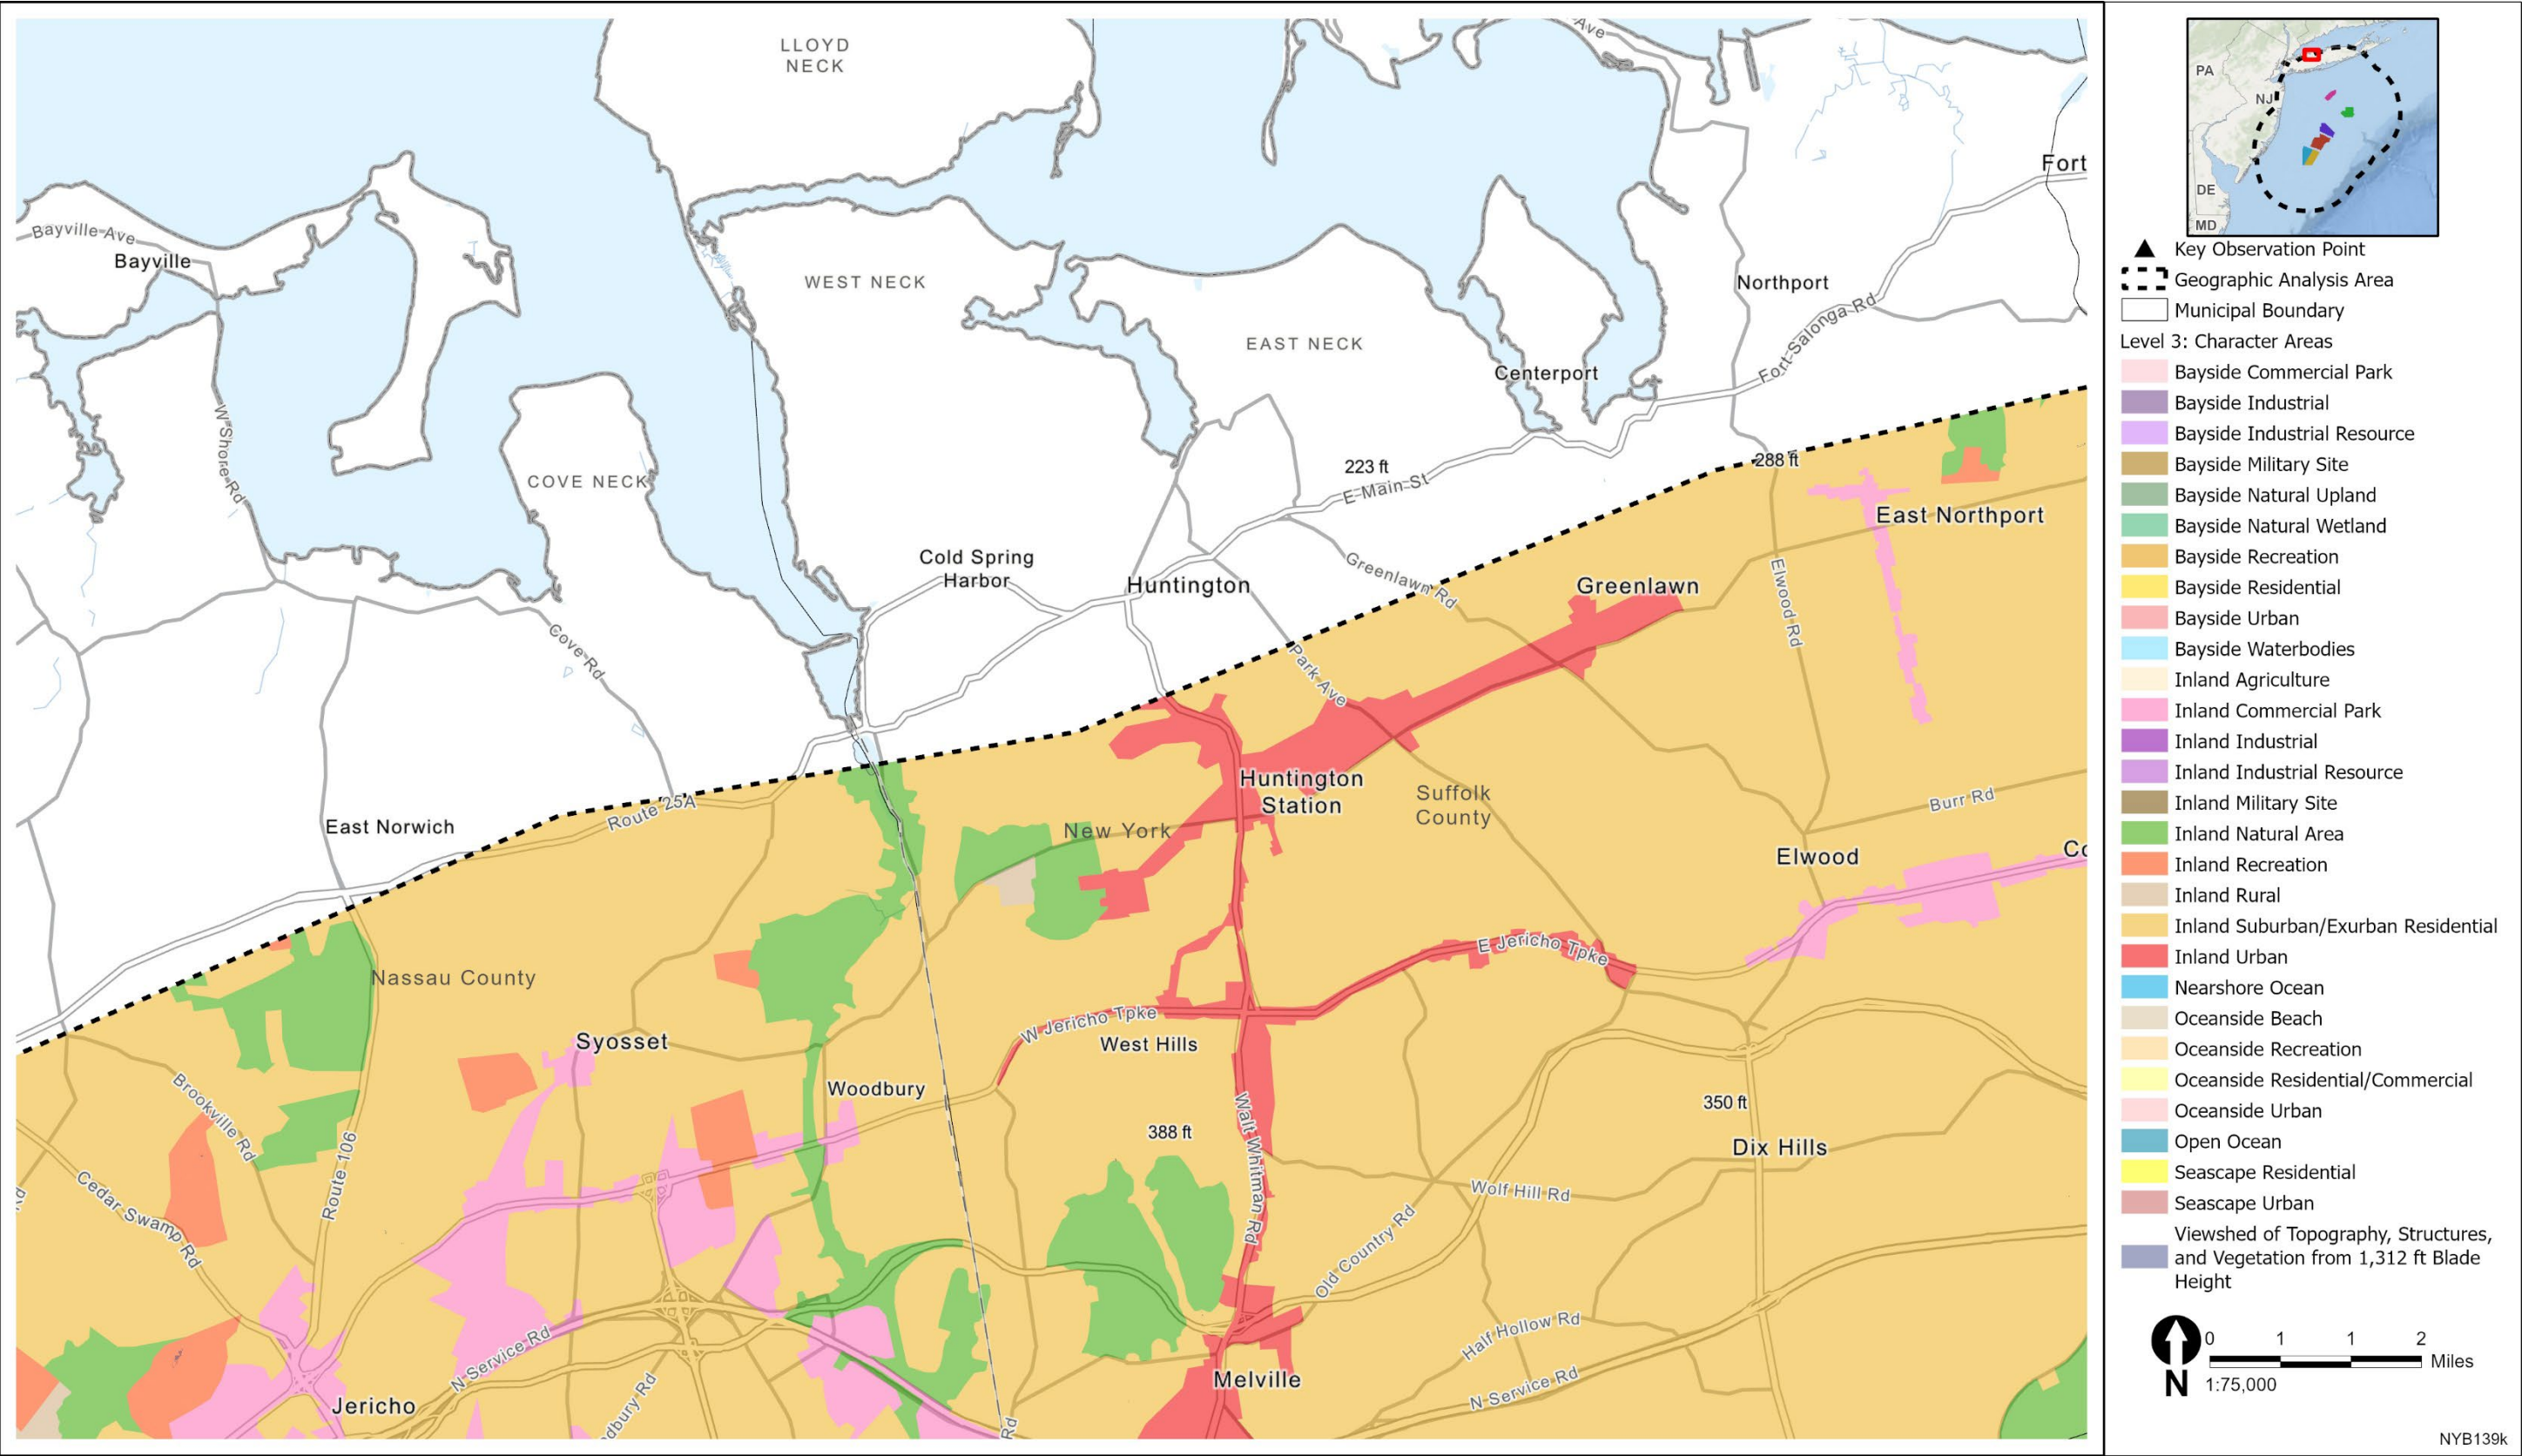 LLOYD
NECK
Ave
Fort
Bayville Ave
Bayville
WEST NECK
Northport
Fort Salonga Rd
EAST NECK
Centerport
W Shore Rd
COVE NECK
223 ft
E Main St
288 ft
East Northport
Cold Spring
Harbor
Huntington
Greenlawn Rd
Greenlawn
Elwood Rd
Cove Rd
Park Ave
Huntington
Station
Suffolk
County
New York
Route 25A
East Norwich
Burr Rd
Elwood
Co
Nassau County
E Jericho Tpke
W Jericho Tpke
Syosset
West Hills
Woodbury
Brookville Rd
388 ft
350 ft
Dix Hills
Walt Whitman Rd
Route 106
Cedar Swamp Rd
Rd
Wolf Hill Rd
Old Country Rd
Half Hollow Rd
N Service Rd
N Service Rd
Melville
Jericho
dbury Rd
Rd
PA
NJ
DE
MD
Key Observation Point
Geographic Analysis Area
Municipal Boundary
Level 3: Character Areas
Bayside Commercial Park
Bayside Industrial
Bayside Industrial Resource
Bayside Military Site
Bayside Natural Upland
Bayside Natural Wetland
Bayside Recreation
Bayside Residential
Bayside Urban
Bayside Waterbodies
Inland Agriculture
Inland Commercial Park
Inland Industrial
Inland Industrial Resource
Inland Military Site
Inland Natural Area
Inland Recreation
Inland Rural
Inland Suburban/Exurban Residential
Inland Urban
Nearshore Ocean
Oceanside Beach
Oceanside Recreation
Oceanside Residential/Commercial
Oceanside Urban
Open Ocean
Seascape Residential
Seascape Urban
Viewshed of Topography, Structures,
and Vegetation from 1,312 ft Blade
Height
N
0 1 1 2
Miles
1:75,000
NYB139k